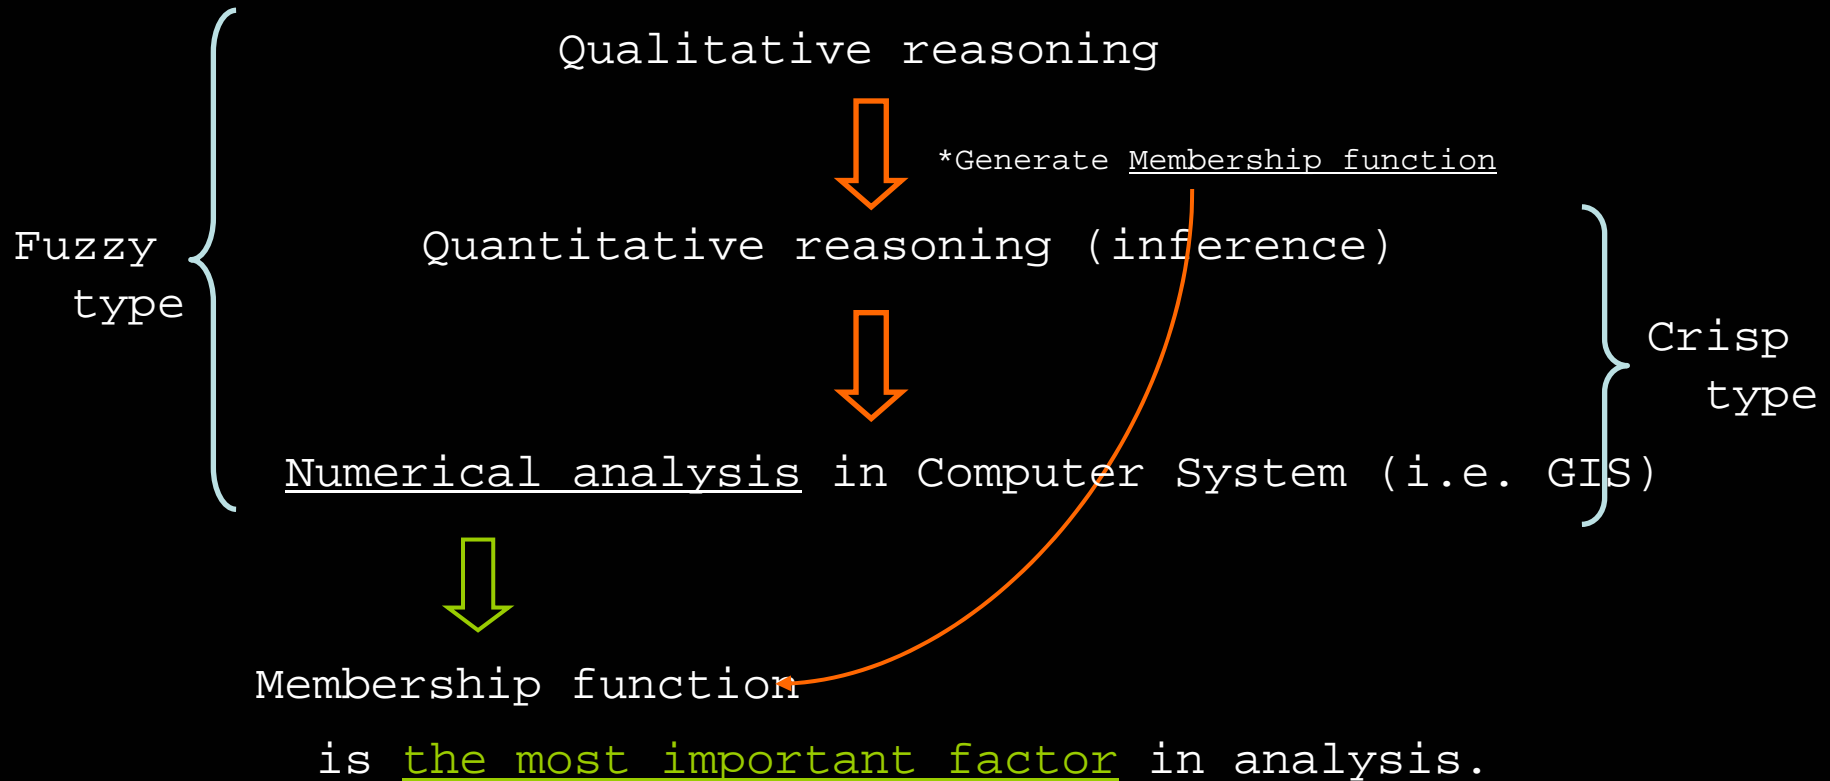 Qualitative reasoning
*Generate Membership function
Fuzzy
type
Quantitative reasoning (inference)
Crisp
type
Numerical analysis in Computer System (i.e. GIS)
Membership function
is the most important factor in analysis.